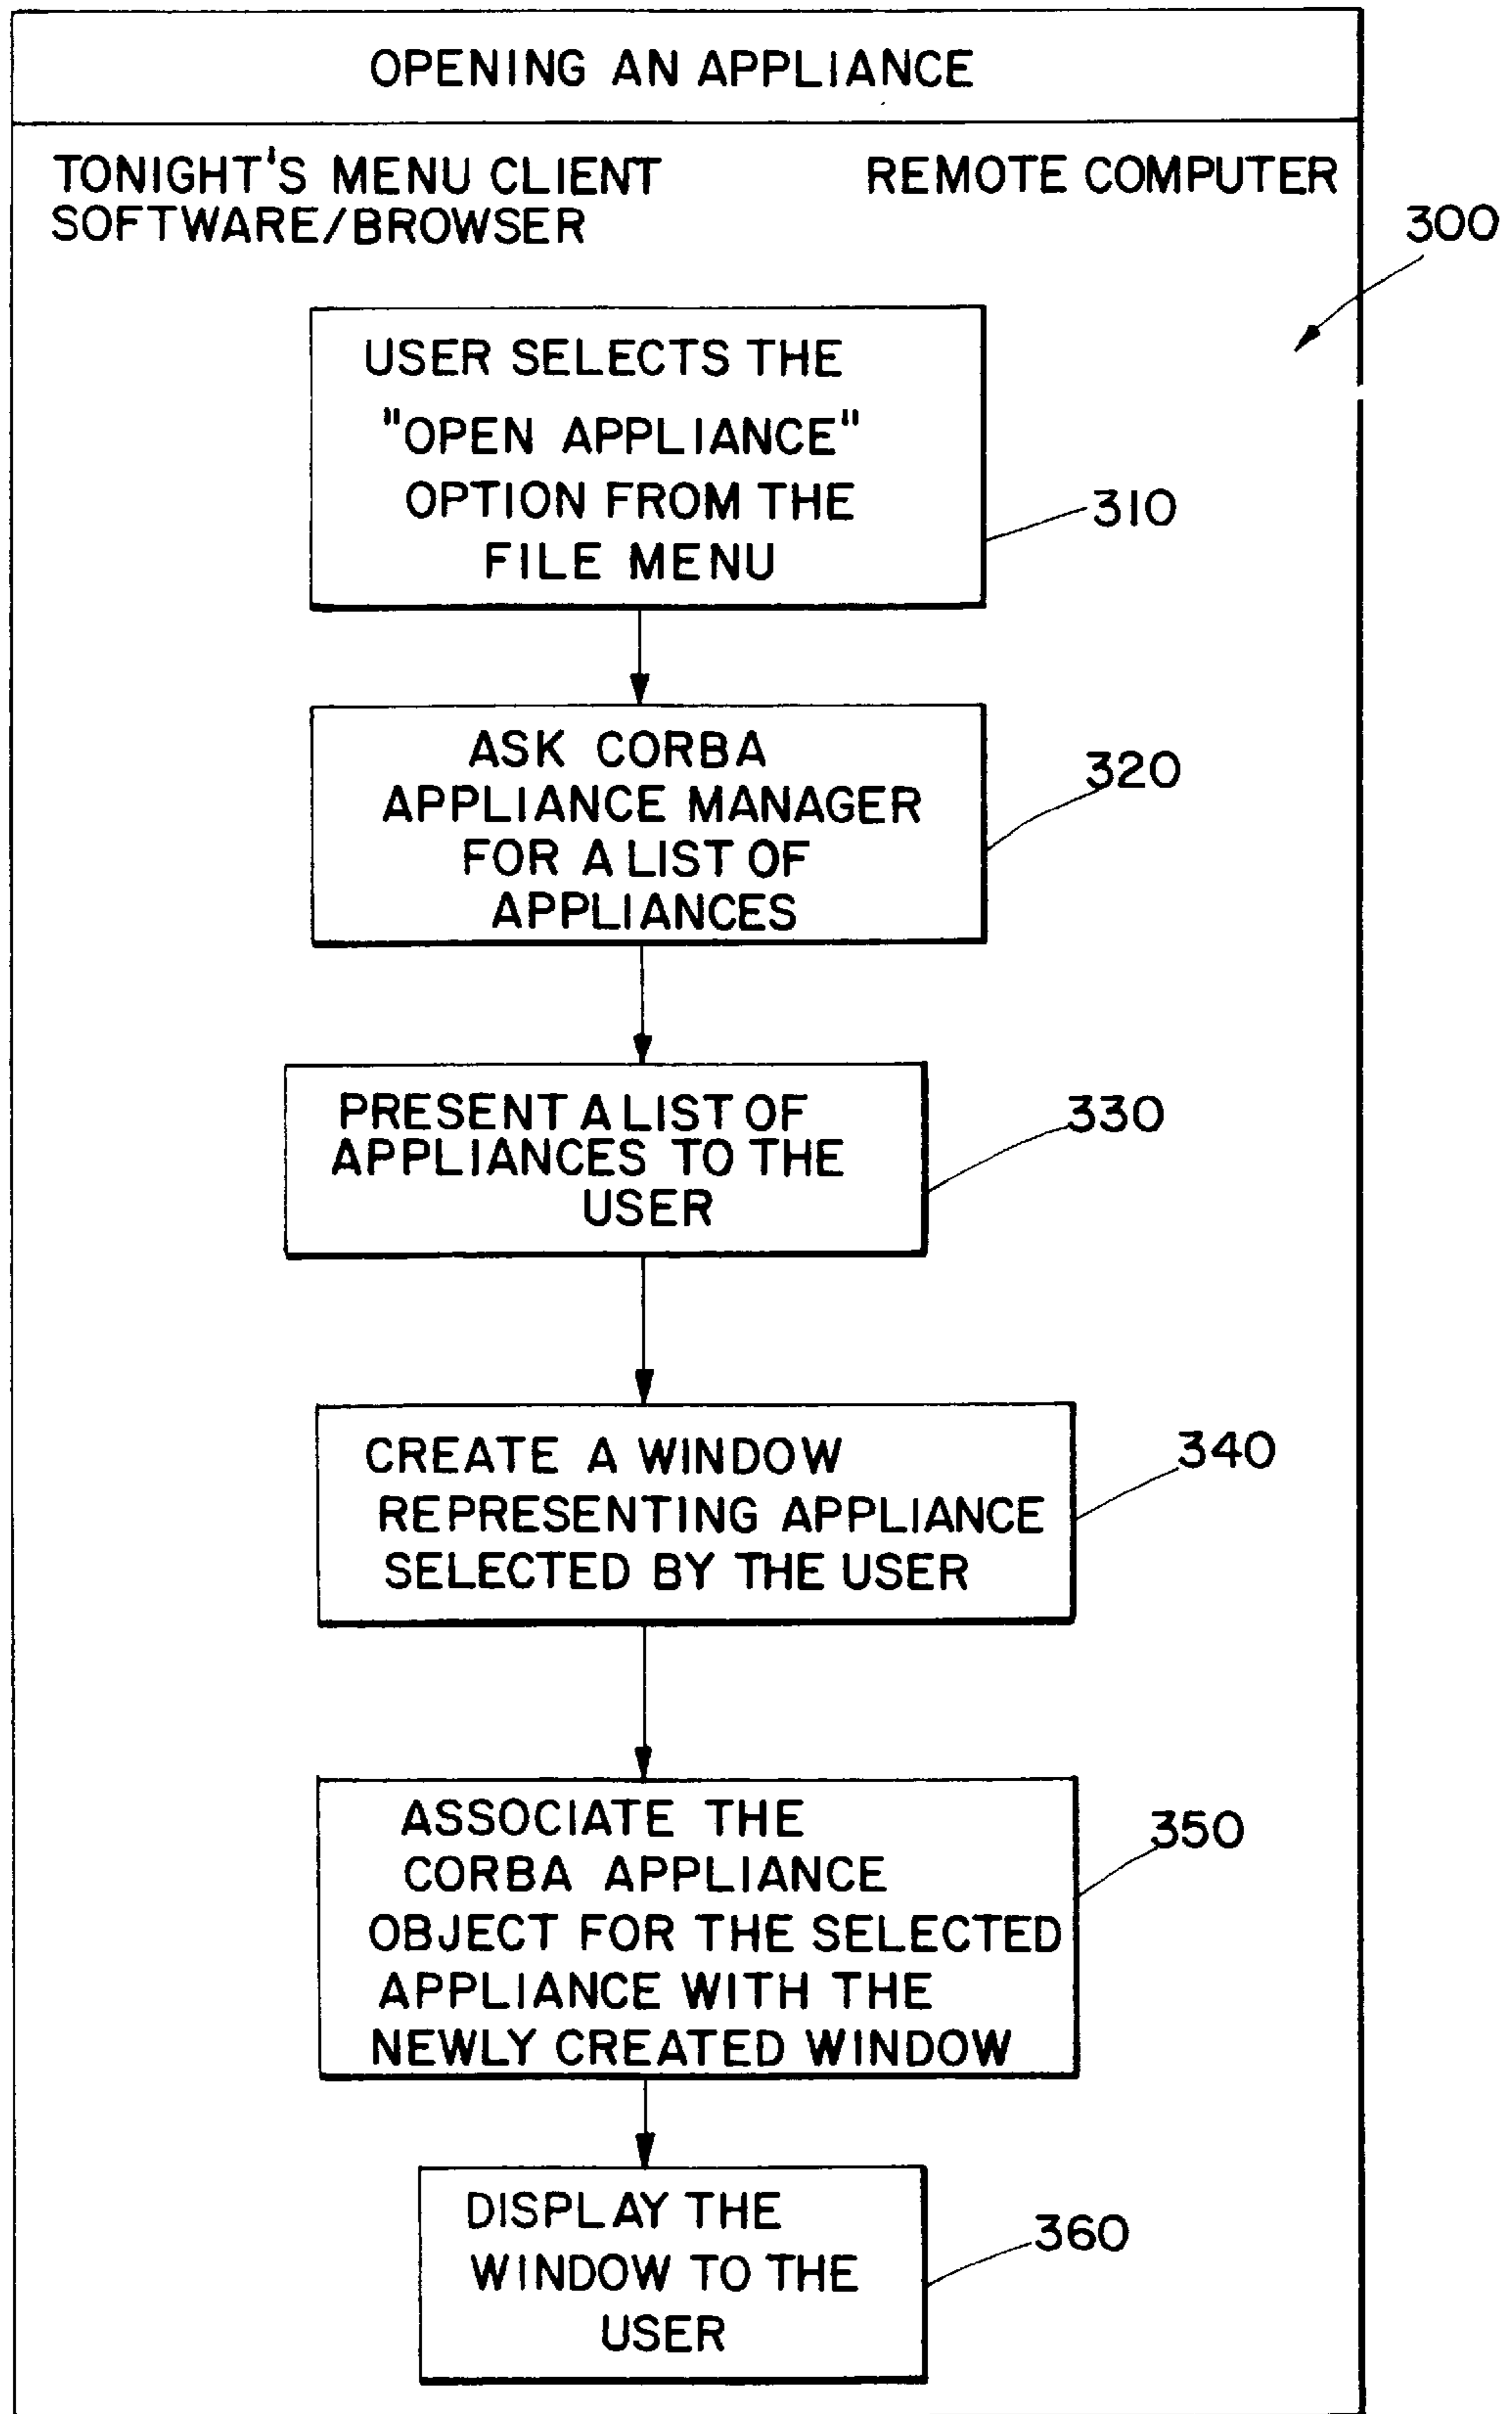 OPENING AN APPLIANCE
TONIGHT'S MENU CLIENT
SOFTWARE/BROWSER
REMOTE COMPUTER
300
USER SELECTS THE
"OPEN APPLIANCE"
OPTION FROM THE
FILE MENU
310
ASK CORBA
APPLIANCE MANAGER
FOR A LIST OF
APPLIANCES
320
PRESENT A LIST OF
APPLIANCES TO THE
USER
330
CREATE A WINDOW
REPRESENTING APPLIANCE
SELECTED BY THE USER
340
ASSOCIATE THE
CORBA APPLIANCE
OBJECT FOR THE SELECTED
APPLIANCE WITH THE
NEWLY CREATED WINDOW
350
DISPLAY THE
WINDOW TO THE
USER
360